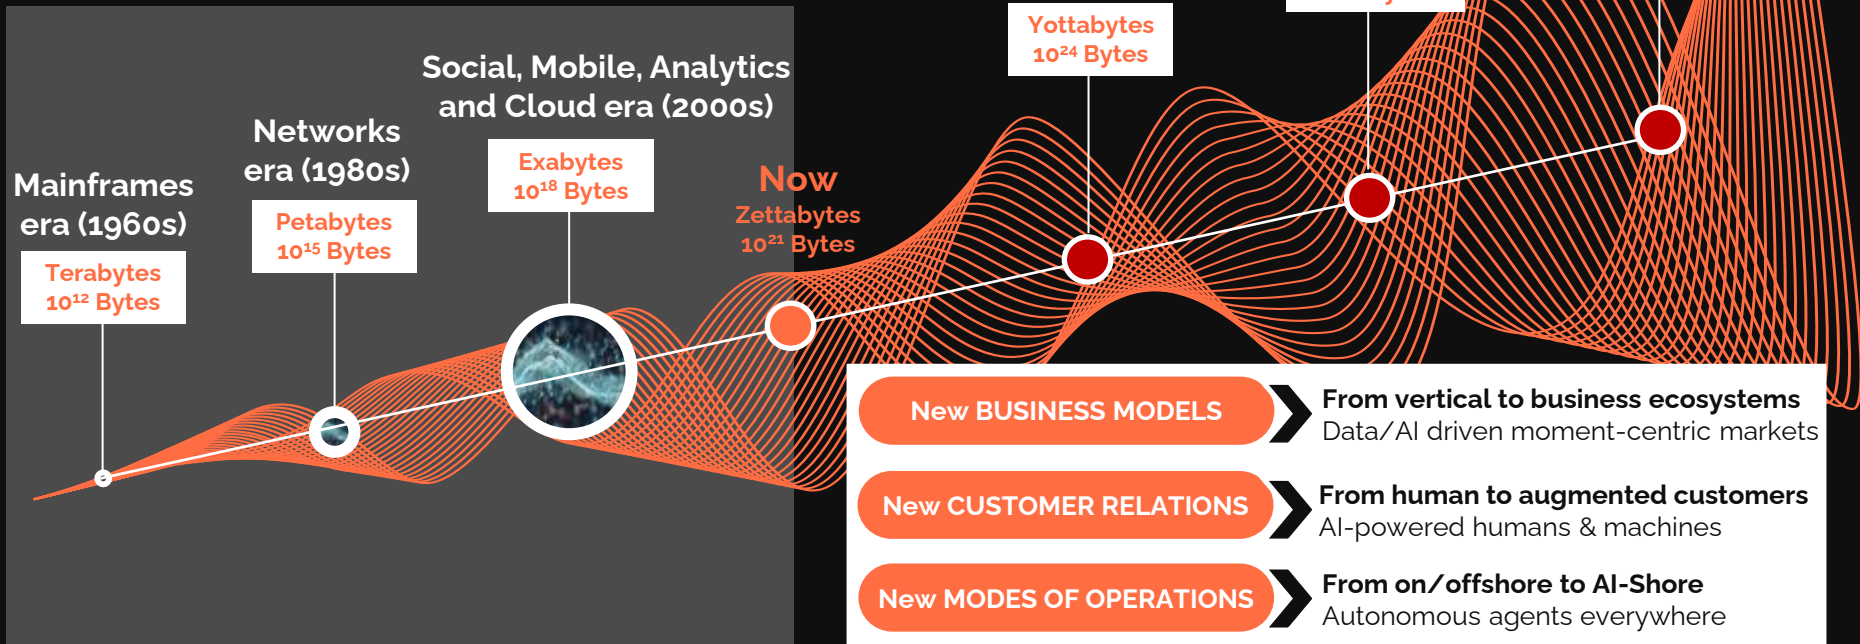 Mainframes
era (1960s)
Terabytes
10¹² Bytes
Networks
era (1980s)
Petabytes
10¹⁵ Bytes
Social, Mobile, Analytics
and Cloud era (2000s)
Exabytes
10¹⁸ Bytes
Now
Zettabytes
10²¹ Bytes
Yottabytes
10²⁴ Bytes
New BUSINESS MODELS
From vertical to business ecosystems
Data/AI driven moment-centric markets
New CUSTOMER RELATIONS
From human to augmented customers
AI-powered humans & machines
New MODES OF OPERATIONS
From on/offshore to AI-Shore
Autonomous agents everywhere